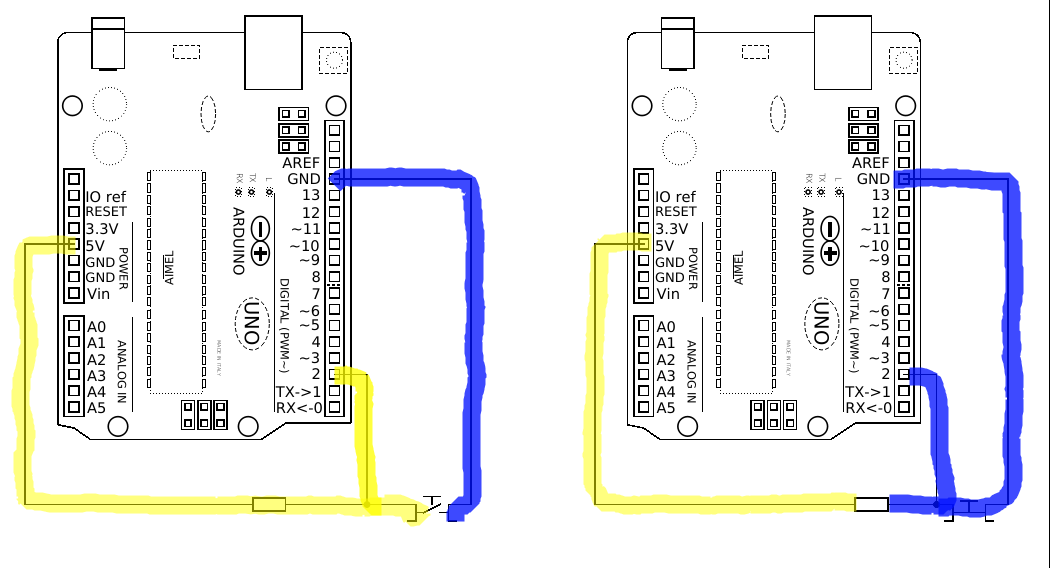 AREF
GND
13
12
~11
~10
~9
8
7
~6
~5
4
~3
2
TX->1
RX<-0
IO ref
RESET
3.3V
5V
GND
GND
Vin
A0
A1
A2
A3
A4
A5
POWER
ANALOG IN
AIMEL
RX
TX
L
ARDUINO
UNO
DIGITAL (PWM~)
MADE IN ITALY
AREF
GND
13
12
~11
~10
~9
8
7
~6
~5
4
~3
2
TX->1
RX<-0
IO ref
RESET
3.3V
5V
GND
GND
Vin
A0
A1
A2
A3
A4
A5
POWER
ANALOG IN
AIMEL
RX
TX
L
ARDUINO
UNO
DIGITAL (PWM~)
MADE IN ITALY